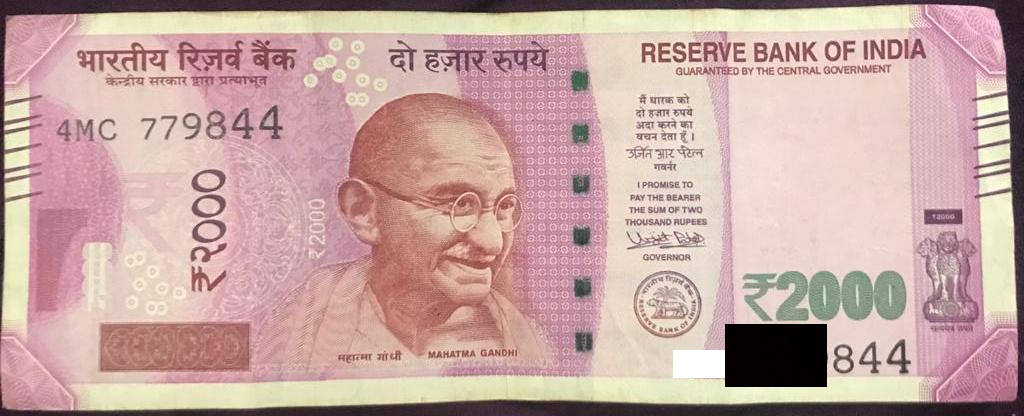 भारतीय रिज़र्व बैंक
केन्द्रीय सरकार द्वारा प्रत्याभूत
4MC 779844
दो हज़ार रुपये
RESERVE BANK OF INDIA
GUARANTEED BY THE CENTRAL GOVERNMENT
₹२०००
₹2000
मैं धारक को
दो हज़ार रुपये
अदा करने का
वचन देता हूँ ।
उर्जित आर पटेल
गवर्नर
I PROMISE TO
PAY THE BEARER
THE SUM OF TWO
THOUSAND RUPEES
GOVERNOR
भारतीय रिज़र्व बैंक
RESERVE BANK OF INDIA
₹2000
₹2000
सत्यमेव जयते
महात्मा गांधी MAHATMA GANDHI
844